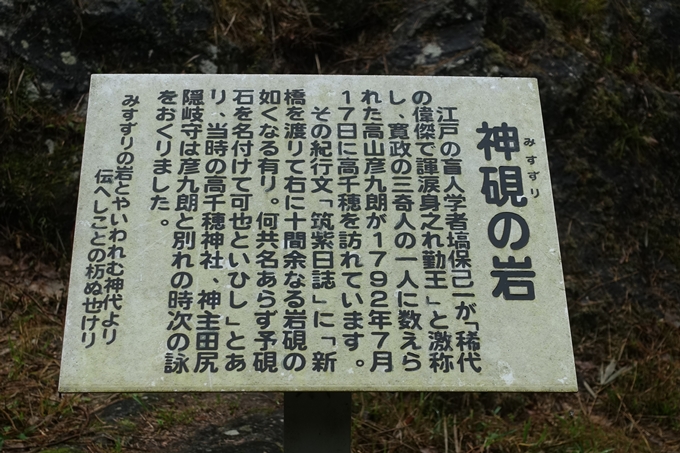 神硯の岩
みすずり
江戸の盲人学者塙保己一が「稀代
の偉傑で譁涙身之れ勤王」と激称
し、寛政の三奇人の一人に数えら
れた高山彦九郎が1792年7月
17日に高千穂を訪れています。
その紀行文「筑紫日誌」に「新
橋を渡りて右に十間余なる岩硯の
如くなる有り。何共名あらず予硯
石を名付けて可也といひし」とあ
り、当時の高千穂神社、神主田尻
隠岐守は彦九郎と別れの時次の詠
をおくりました。
みすずりの岩とやいわれむ神代より
伝へしことの朽ぬせけり